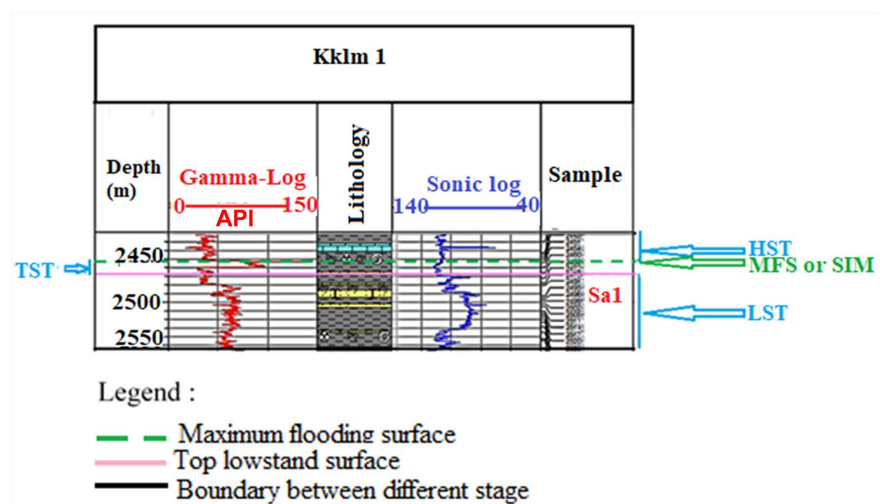 Kklm 1
Depth
(m)
Gamma-Log
0 150
API
Lithology
Sonic log
140 40
Sample
2450
2500
2550
TST
HST
MFS or SIM
Sa1
LST
Legend :
Maximum flooding surface
Top lowstand surface
Boundary between different stage